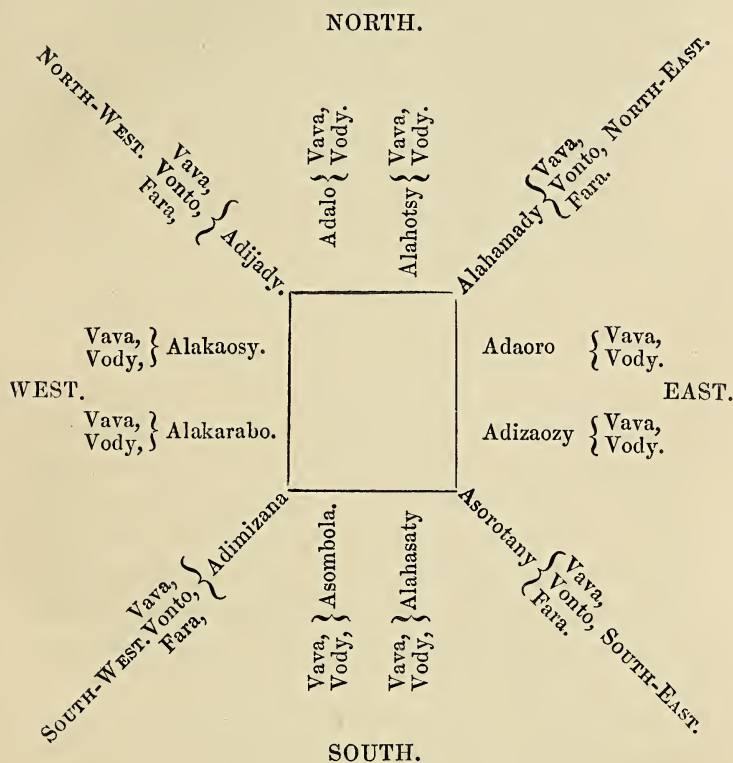 NORTH.
NORTH-WEST.
Vava,
Vonto,
Fara,
Adijady.
Adalo
Vava,
Vody.
Alahotsy
Vava,
Vody.
Alahamady
Vava,
Vonto,
Fara.
NORTH-EAST.
Vava,
Vody,
Alakaosy.
Adaoro
Vava,
Vody.
WEST.
EAST.
Vava,
Vody,
Alakarabo.
Adizaozy
Vava,
Vody.
SOUTH-WEST.
Vava,
Vonto,
Fara,
Adimizana
Vava,
Vody,
Asombola.
Vava,
Vody,
Alahasaty
Asorotany
Vava,
Vonto,
Fara.
SOUTH-EAST.
SOUTH.